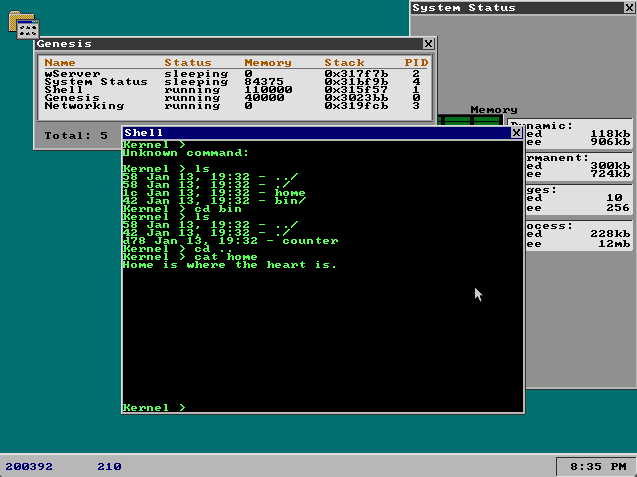 System Status
Genesis
Name Status Memory Stack PID
wServer sleeping 0 0x317f7b 2
System Status sleeping 84375 0x31bf9b 4
Shell running 110000 0x315f57 1
Genesis running 40000 0x3023bb 0
Networking running 0 0x319fcb 3
Total: 5
Memory
Dynamic:
ed 118kb
ee 906kb
rmanent:
ed 300kb
ee 724kb
ges:
ed 10
ee 256
ocess:
ed 228kb
ee 12mb
Shell
Kernel >
Unknown command:
Kernel > ls
58 Jan 13, 19:32 - ../
58 Jan 13, 19:32 - ./
1c Jan 13, 19:32 - home
42 Jan 13, 19:32 - bin/
Kernel > cd bin
Kernel > ls
58 Jan 13, 19:32 - ../
42 Jan 13, 19:32 - ./
d78 Jan 13, 19:32 - counter
Kernel > cd ..
Kernel > cat home
Home is where the heart is.
Kernel >
200392 210
8:35 PM